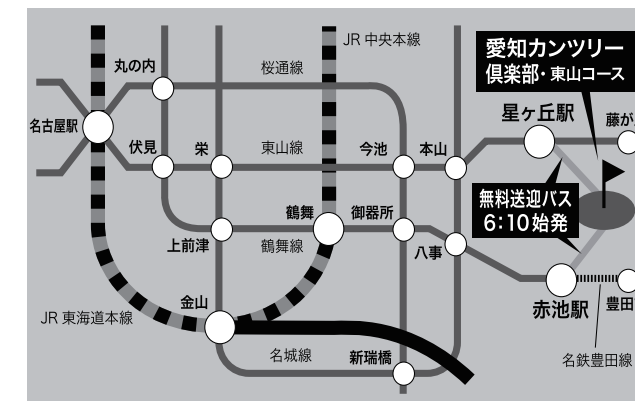 JR 中央本線
愛知カンツリー
倶楽部・東山コース
丸の内
桜通線
星ヶ丘駅
藤が
名古屋駅
伏見
栄
東山線
今池
本山
無料送迎バス
6:10始発
鶴舞
御器所
上前津
鶴舞線
八事
金山
赤池駅
豊田
JR 東海道本線
名城線
新瑞橋
名鉄豊田線